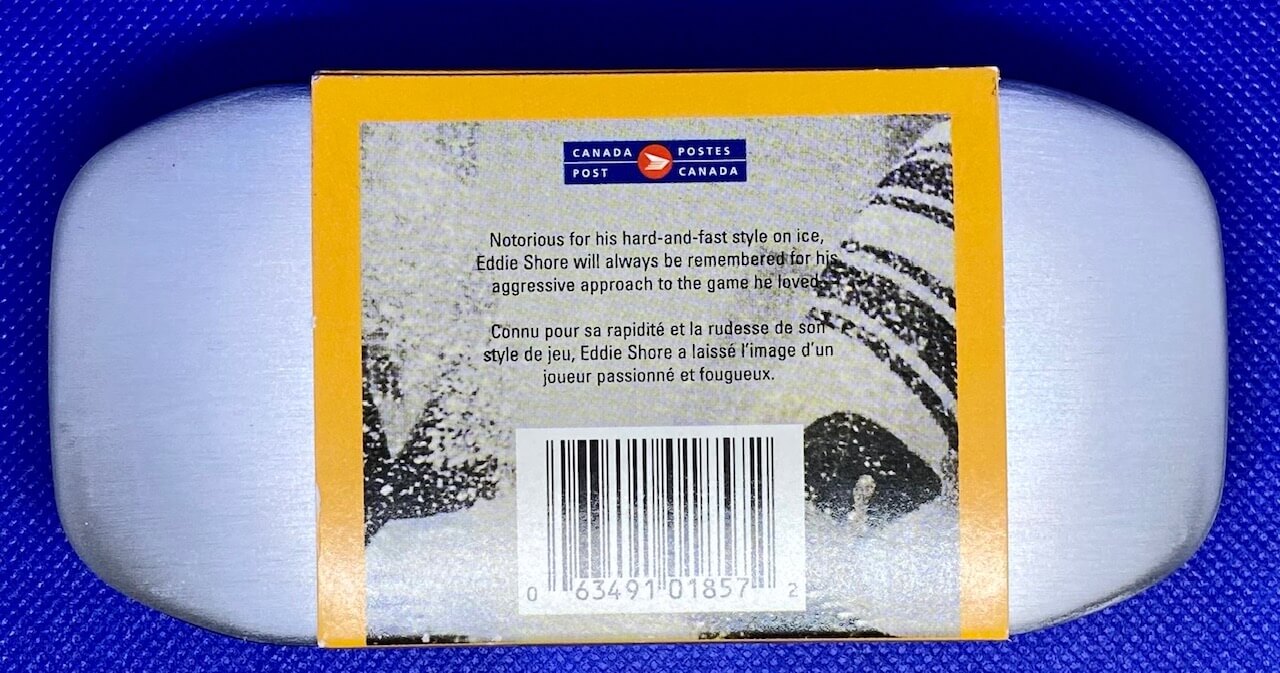 CANADA POSTES
POST CANADA
Notorious for his hard-and-fast style on ice,
Eddie Shore will always be remembered for his
aggressive approach to the game he loved.
Connu pour sa rapidité et la rudesse de son
style de jeu, Eddie Shore a laissé l'image d'un
joueur passionné et fougueux.
0 63491 01857 2